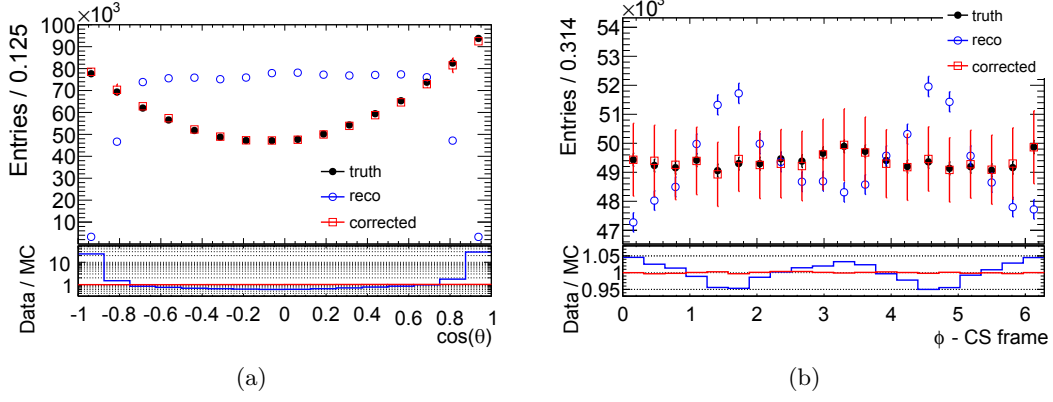 ×10³
Entries / 0.125
100
90
80
70
60
50
40
30
20
10
0
truth
reco
corrected
Data / MC
10
1
-1 -0.8 -0.6 -0.4 -0.2 0 0.2 0.4 0.6 0.8 1
cos(θ)
(a)
×10³
Entries / 0.314
54
53
52
51
50
49
48
47
truth
reco
corrected
Data / MC
1.05
1
0.95
0 1 2 3 4 5 6
ϕ - CS frame
(b)